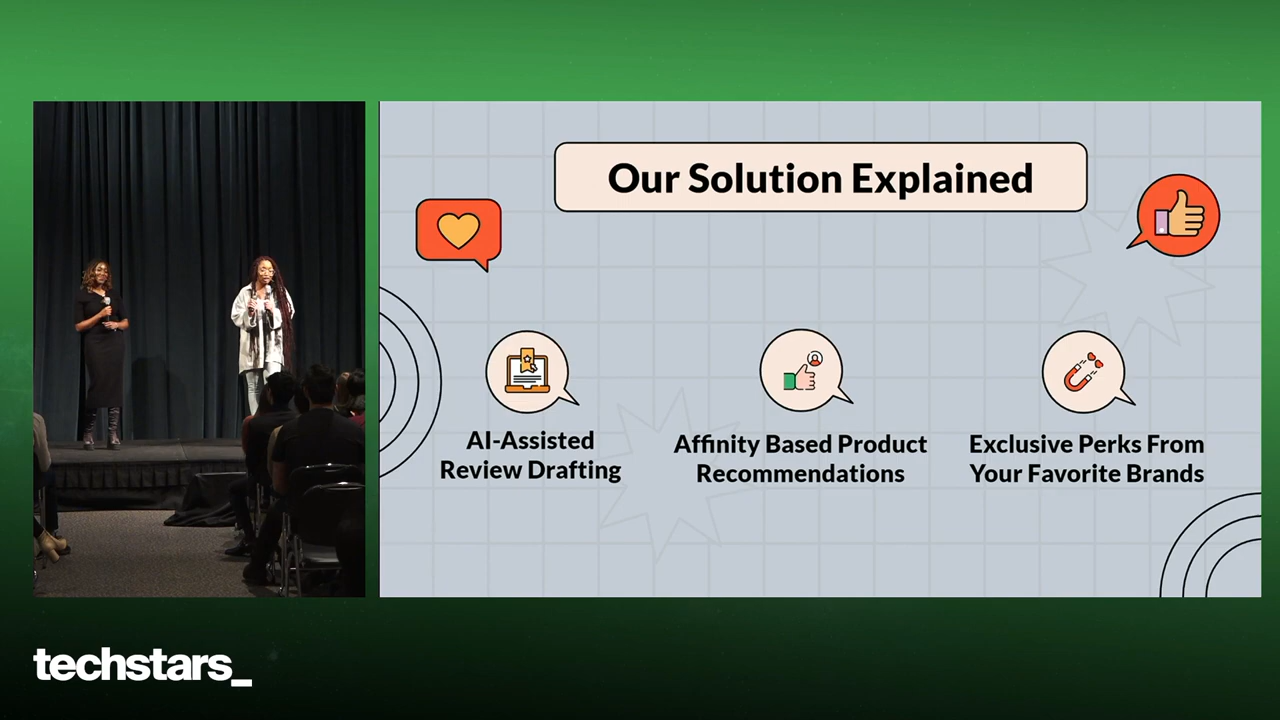 Our Solution Explained
AI-Assisted
Review Drafting
Affinity Based Product
Recommendations
Exclusive Perks From
Your Favorite Brands
techstars_